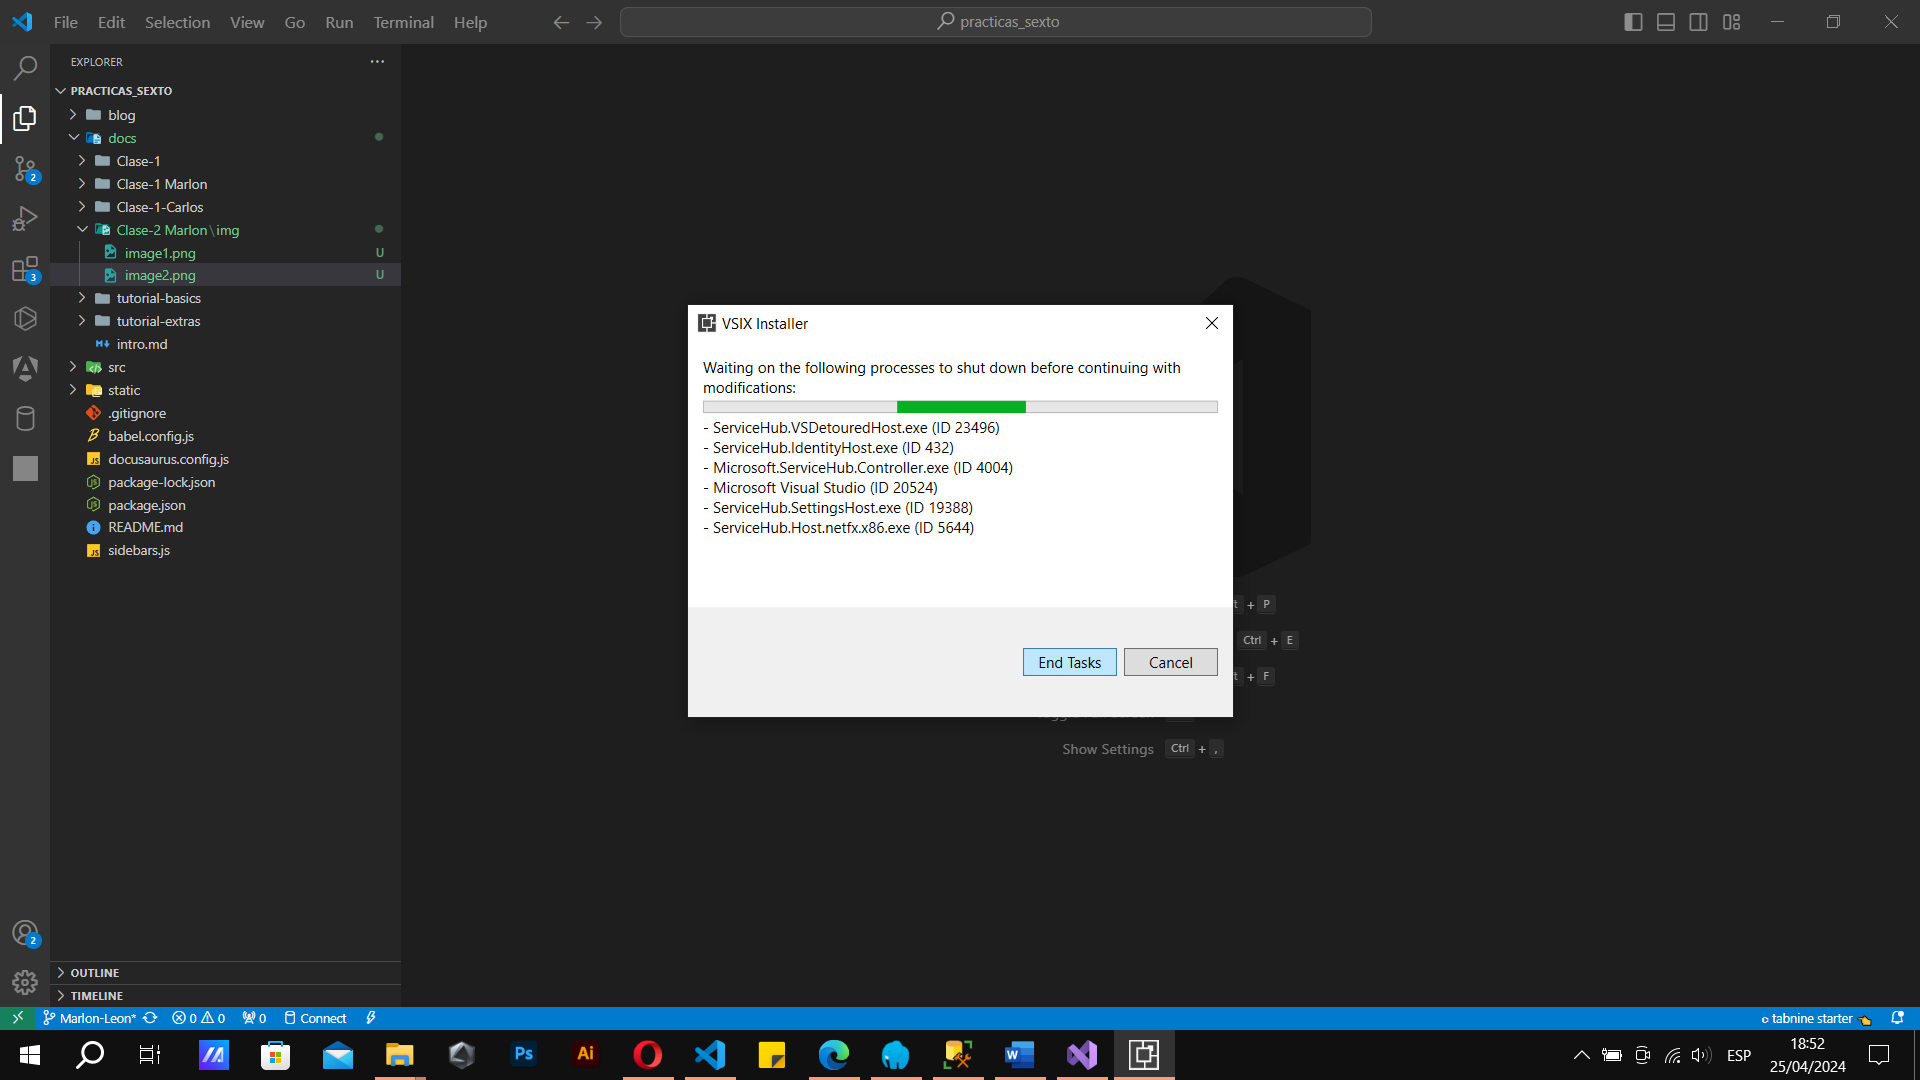 File Edit Selection View Go Run Terminal Help
practicas_sexto
EXPLORER
PRACTICAS_SEXTO
blog
docs
Clase-1
Clase-1 Marlon
Clase-1-Carlos
Clase-2 Marlon\img
image1.png U
image2.png U
tutorial-basics
tutorial-extras
intro.md
src
static
.gitignore
babel.config.js
docusaurus.config.js
package-lock.json
package.json
README.md
sidebars.js
2
3
2
OUTLINE
TIMELINE
VSIX Installer
Waiting on the following processes to shut down before continuing with
modifications:
- ServiceHub.VSDetouredHost.exe (ID 23496)
- ServiceHub.IdentityHost.exe (ID 432)
- Microsoft.ServiceHub.Controller.exe (ID 4004)
- Microsoft Visual Studio (ID 20524)
- ServiceHub.SettingsHost.exe (ID 19388)
- ServiceHub.Host.netfx.x86.exe (ID 5644)
End Tasks Cancel
+ P
Ctrl + E
+ F
Show Settings Ctrl + ,
Marlon-Leon* 0 0 0 Connect
tabnine starter
Ps Ai W
ESP
18:52
25/04/2024